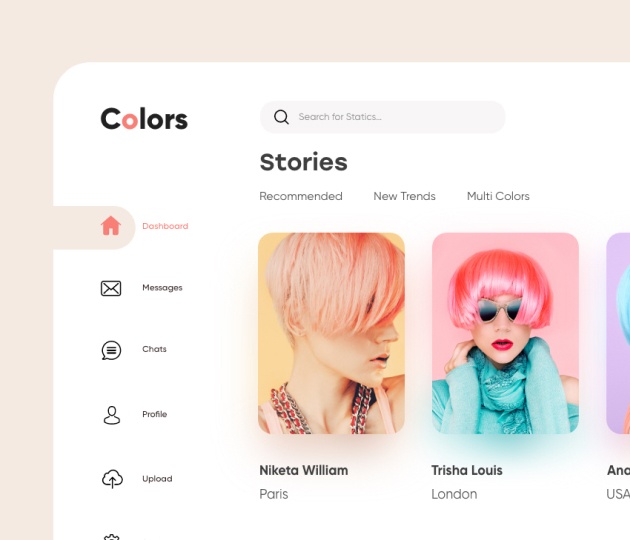 Colors
Search for Statics...
Stories
Recommended New Trends Multi Colors
Dashboard
Messages
Chats
Profile
Upload
Niketa William
Paris
Trisha Louis
London
Ana
USA